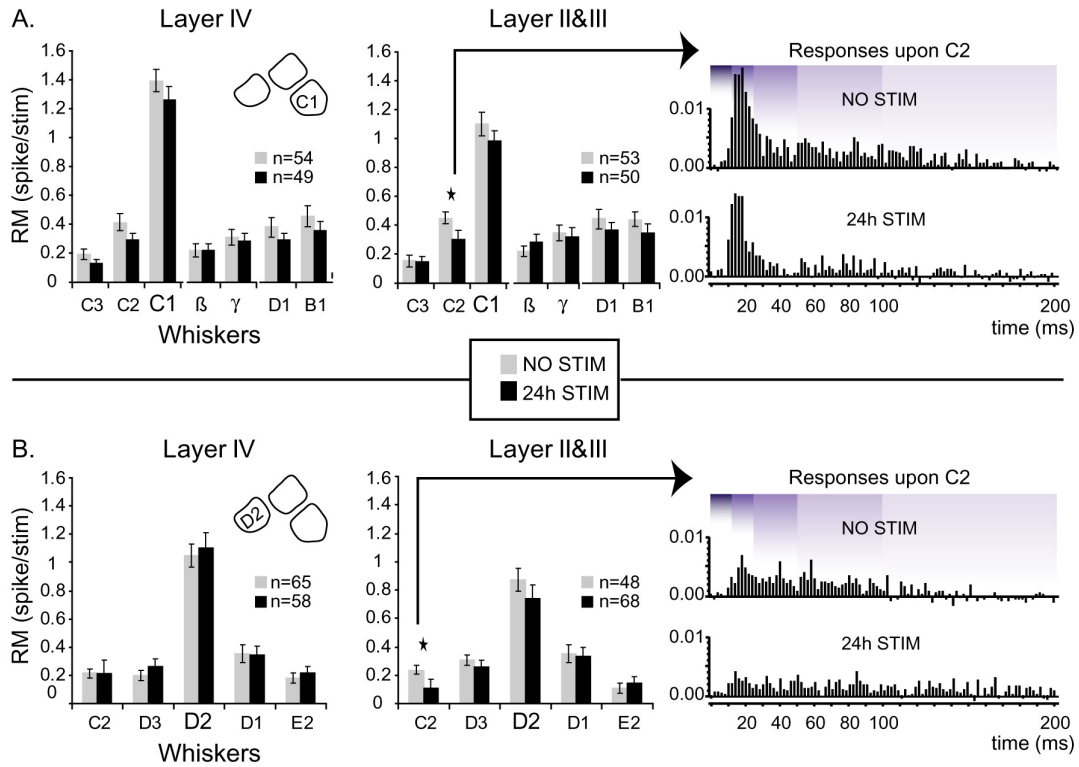 A.
Layer IV
RM (spike/stim)
1.6
1.4
1.2
1
0.8
0.6
0.4
0.2
0
C1
n=54
n=49
C3 C2 C1 ß γ D1 B1
Whiskers
Layer II&III
1.6
1.4
1.2
1
0.8
0.6
0.4
0.2
0
n=53
n=50
C3 C2 C1 ß γ D1 B1
Responses upon C2
NO STIM
0.01
0.00
24h STIM
0.01
0.00
20 40 60 80 100 200
time (ms)
NO STIM
24h STIM
B.
Layer IV
RM (spike/stim)
1.6
1.4
1.2
1
0.8
0.6
0.4
0.2
0
D2
n=65
n=58
C2 D3 D2 D1 E2
Whiskers
Layer II&III
1.6
1.4
1.2
1
0.8
0.6
0.4
0.2
0
n=48
n=68
C2 D3 D2 D1 E2
Responses upon C2
NO STIM
0.01
0.00
24h STIM
0.01
0.00
20 40 60 80 100 200
time (ms)